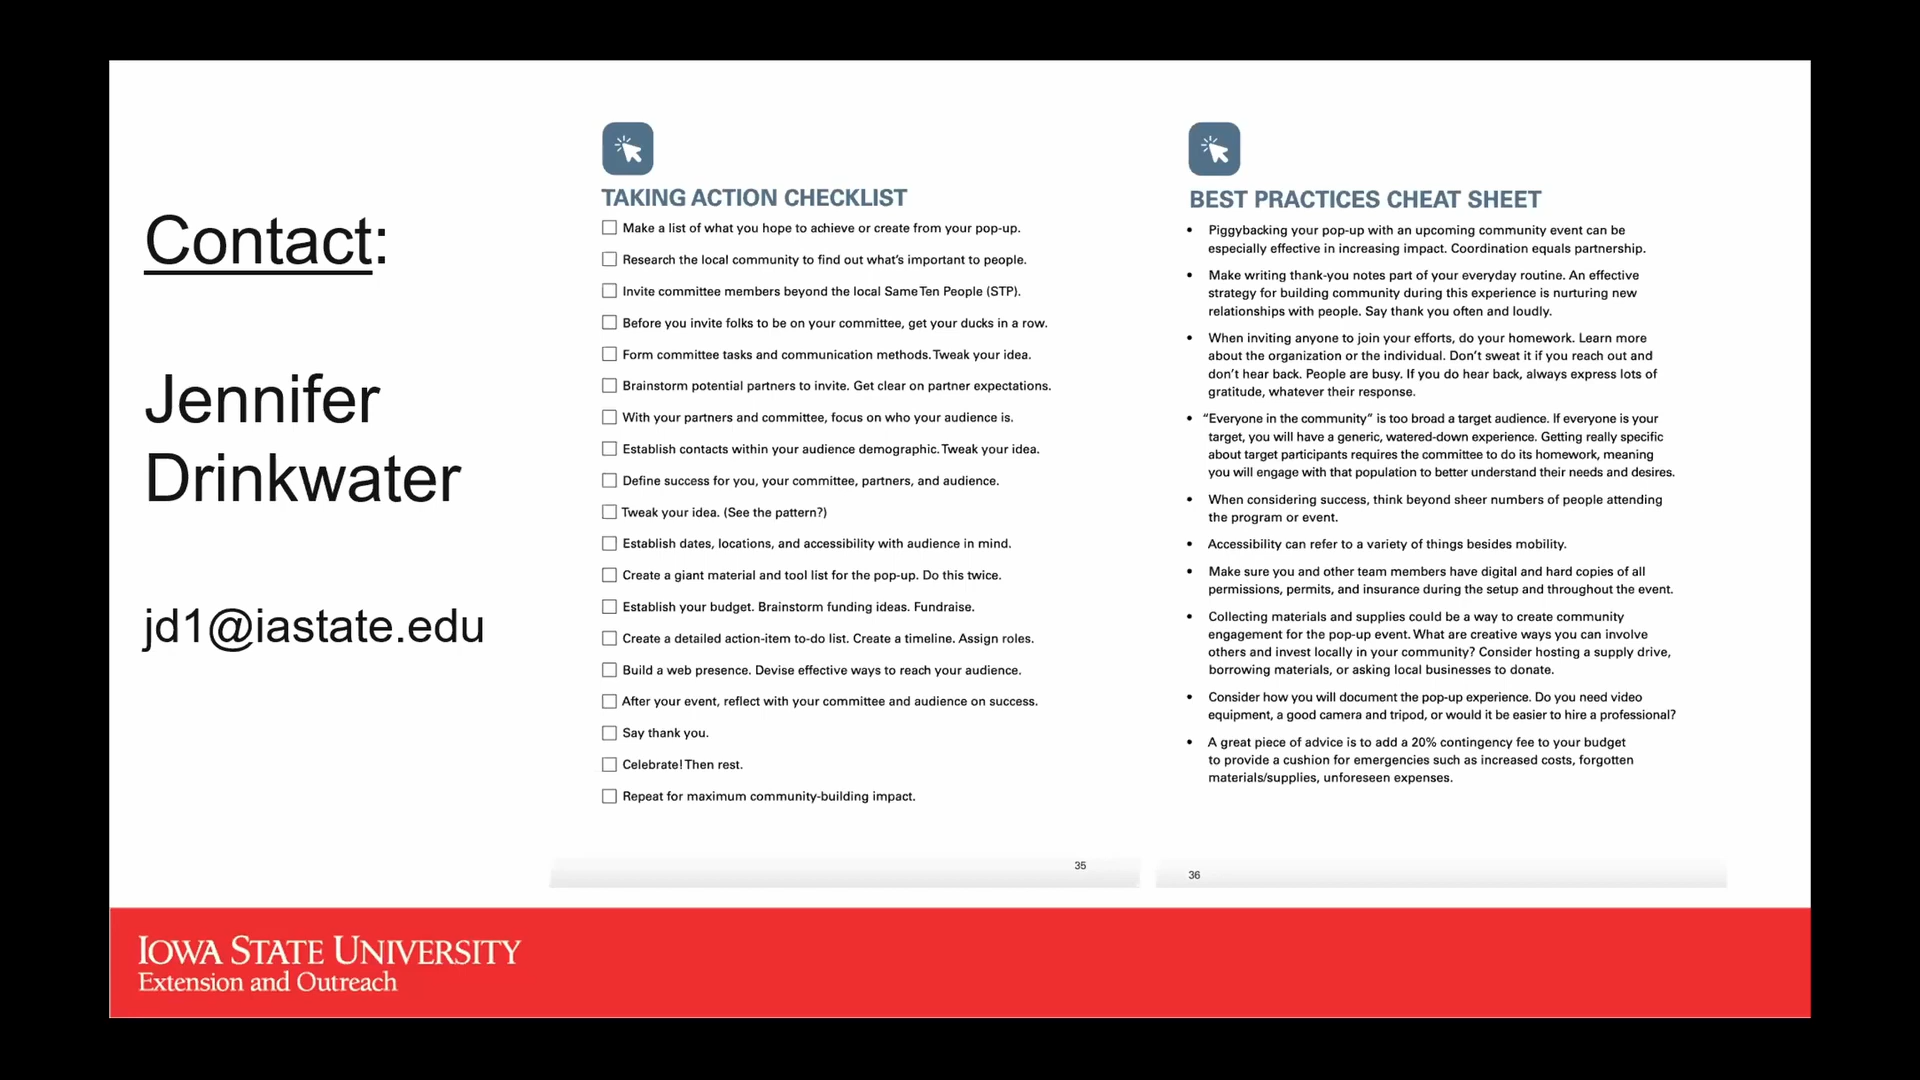 Contact:
Jennifer
Drinkwater
jd1@iastate.edu
TAKING ACTION CHECKLIST
Make a list of what you hope to achieve or create from your pop-up.
Research the local community to find out what's important to people.
Invite committee members beyond the local Same Ten People (STP).
Before you invite folks to be on your committee, get your ducks in a row.
Form committee tasks and communication methods. Tweak your idea.
Brainstorm potential partners to invite. Get clear on partner expectations.
With your partners and committee, focus on who your audience is.
Establish contacts within your audience demographic. Tweak your idea.
Define success for you, your committee, partners, and audience.
Tweak your idea. (See the pattern?)
Establish dates, locations, and accessibility with audience in mind.
Create a giant material and tool list for the pop-up. Do this twice.
Establish your budget. Brainstorm funding ideas. Fundraise.
Create a detailed action-item to-do list. Create a timeline. Assign roles.
Build a web presence. Devise effective ways to reach your audience.
After your event, reflect with your committee and audience on success.
Say thank you.
Celebrate! Then rest.
Repeat for maximum community-building impact.
35
BEST PRACTICES CHEAT SHEET
• Piggybacking your pop-up with an upcoming community event can be
especially effective in increasing impact. Coordination equals partnership.
• Make writing thank-you notes part of your everyday routine. An effective
strategy for building community during this experience is nurturing new
relationships with people. Say thank you often and loudly.
• When inviting anyone to join your efforts, do your homework. Learn more
about the organization or the individual. Don't sweat it if you reach out and
don't hear back. People are busy. If you do hear back, always express lots of
gratitude, whatever their response.
• “Everyone in the community” is too broad a target audience. If everyone is your
target, you will have a generic, watered-down experience. Getting really specific
about target participants requires the committee to do its homework, meaning
you will engage with that population to better understand their needs and desires.
• When considering success, think beyond sheer numbers of people attending
the program or event.
• Accessibility can refer to a variety of things besides mobility.
• Make sure you and other team members have digital and hard copies of all
permissions, permits, and insurance during the setup and throughout the event.
• Collecting materials and supplies could be a way to create community
engagement for the pop-up event. What are creative ways you can involve
others and invest locally in your community? Consider hosting a supply drive,
borrowing materials, or asking local businesses to donate.
• Consider how you will document the pop-up experience. Do you need video
equipment, a good camera and tripod, or would it be easier to hire a professional?
• A great piece of advice is to add a 20% contingency fee to your budget
to provide a cushion for emergencies such as increased costs, forgotten
materials/supplies, unforeseen expenses.
36
IOWA STATE UNIVERSITY
Extension and Outreach